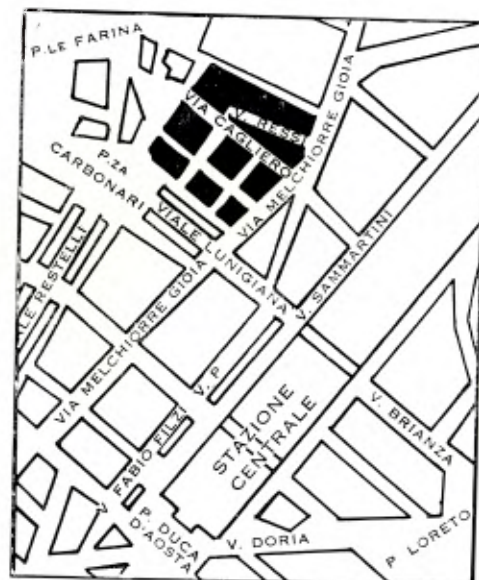 P.LE FARINA
V. RESSI
VIA CAGLIERO
VIA MELCHIORRE GIOIA
P.ZA
CARBONARI
VIALE LUNIGIANA
V. SAMMARTINI
LE RESTELLI
VIA MELCHIORRE GIOIA
V. P
STAZIONE
CENTRALE
V. BRIANZA
V. FABIO FILZI
P. DUCA
D'AOSTA
V. DORIA
P LORETO